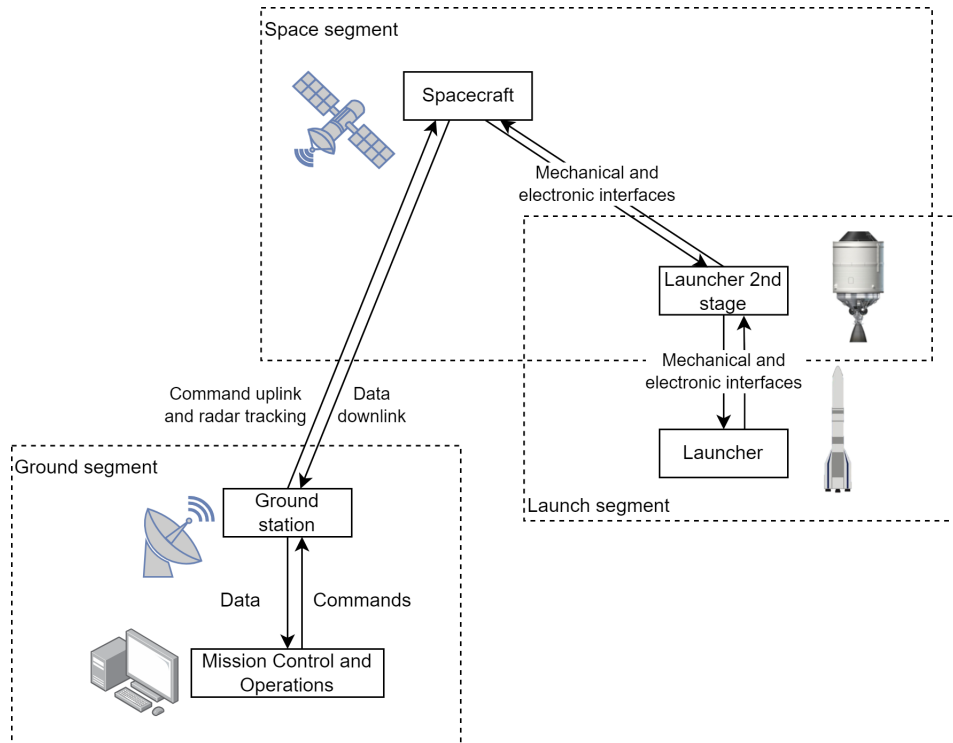 Space segment
Spacecraft
Mechanical and
electronic interfaces
Launcher 2nd
stage
Mechanical and
electronic interfaces
Launcher
Launch segment
Command uplink
and radar tracking
Data
downlink
Ground segment
Ground
station
Data
Commands
Mission Control and
Operations